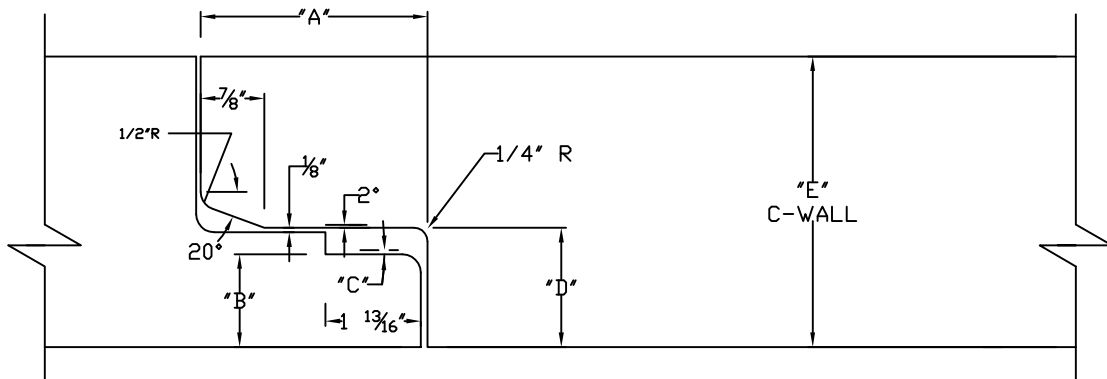 "A"
7/8"
1/2"R
1/8"
2°
1/4" R
"E"
C-WALL
20°
"C"
"B"
"D"
1 13/16"